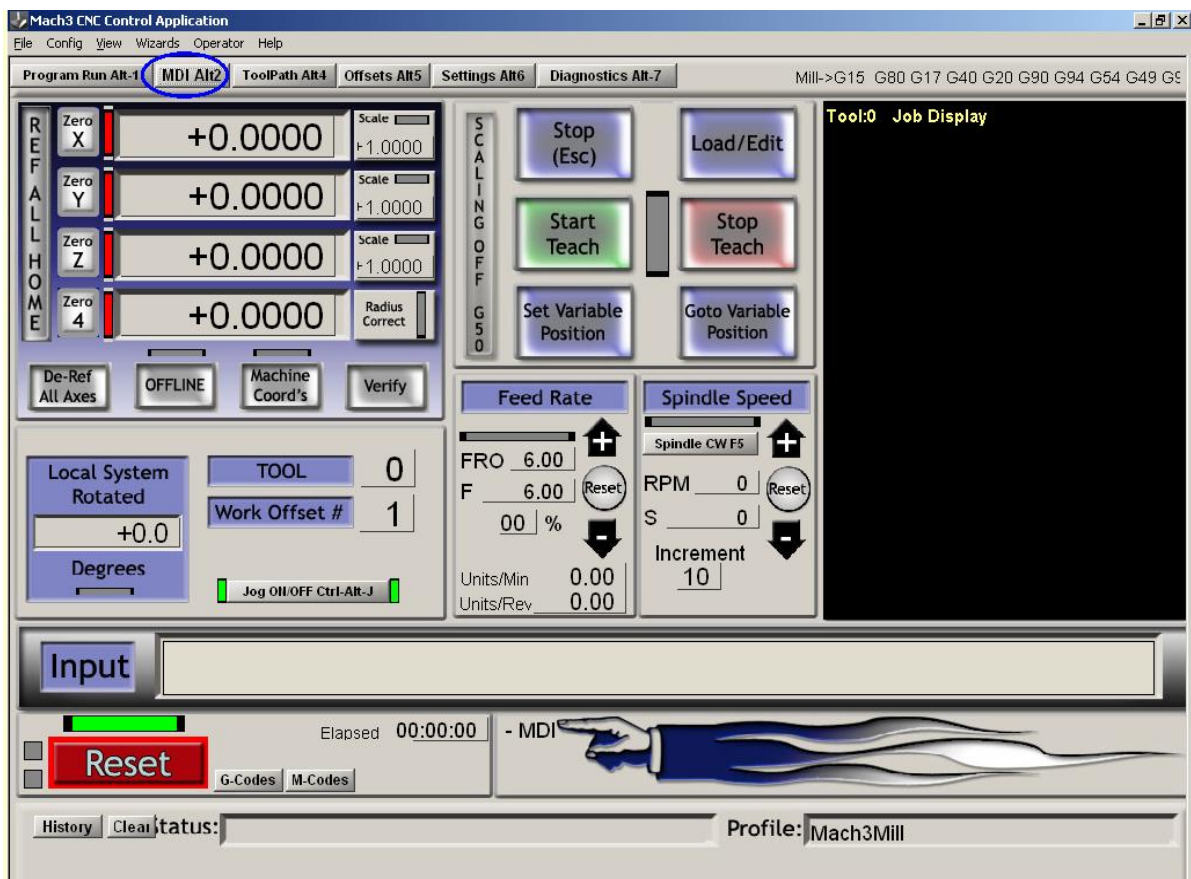 Mach3 CNC Control Application
File Config View Wizards Operator Help
Program Run Alt-1 MDI Alt2 ToolPath Alt4 Offsets Alt5 Settings Alt6 Diagnostics Alt-7 Mill->G15 G80 G17 G40 G20 G90 G94 G54 G49 G9
REF ALL HOME
Zero X +0.0000 Scale +1.0000
Zero Y +0.0000 Scale +1.0000
Zero Z +0.0000 Scale +1.0000
Zero 4 +0.0000 Radius Correct
De-Ref All Axes OFFLINE Machine Coord's Verify
SCALING OFF G50
Stop (Esc) Load/Edit
Start Teach Stop Teach
Set Variable Position Goto Variable Position
Tool:0 Job Display
Local System Rotated
+0.0
Degrees
TOOL 0
Work Offset # 1
Jog ON/OFF Ctrl-Alt-J
Feed Rate
FRO 6.00
F 6.00 Reset
00 %
Units/Min 0.00
Units/Rev 0.00
Spindle Speed
Spindle CW F5
RPM 0 Reset
S 0
Increment
10
Input
Reset
Elapsed 00:00:00
G-Codes M-Codes
- MDI
History Clear Status: Profile: Mach3Mill